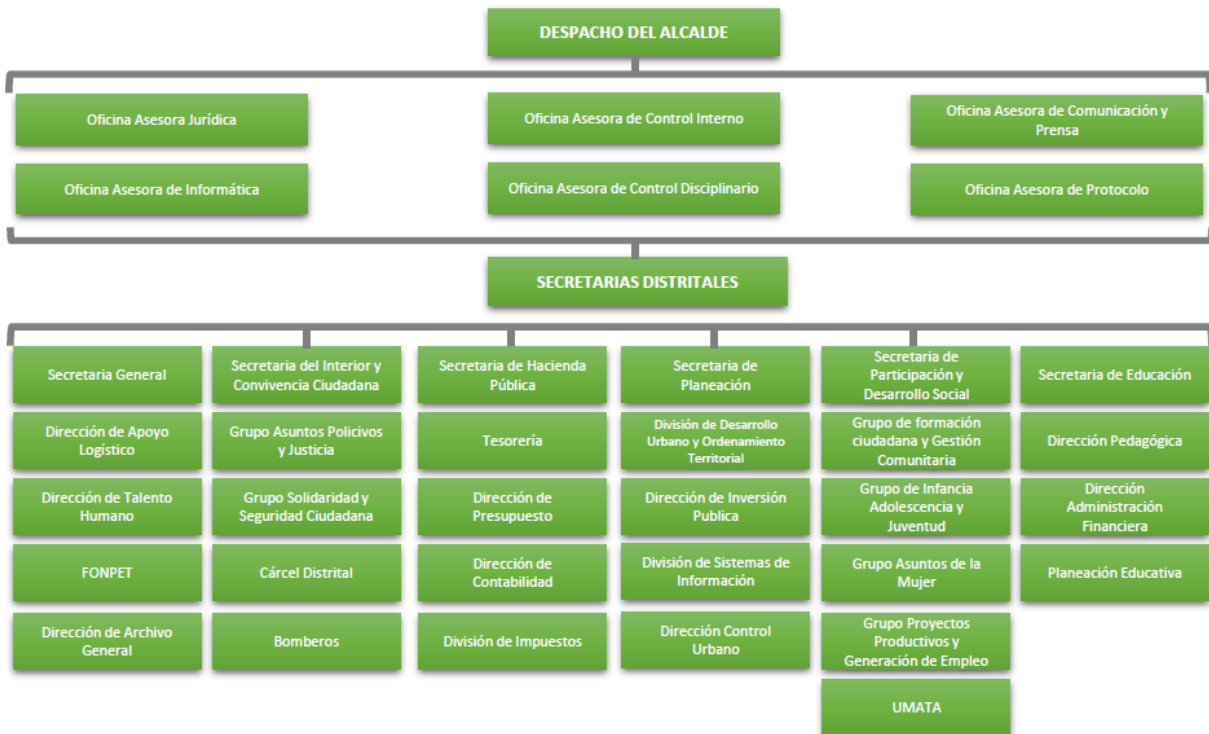 DESPACHO DEL ALCALDE
Oficina Asesora Jurídica
Oficina Asesora de Control Interno
Oficina Asesora de Comunicación y
Prensa
Oficina Asesora de Informática
Oficina Asesora de Control Disciplinario
Oficina Asesora de Protocolo
SECRETARIAS DISTRITALES
Secretaria General
Dirección de Apoyo
Logístico
Dirección de Talento
Humano
FONPET
Dirección de Archivo
General
Secretaria del Interior y
Convivencia Ciudadana
Grupo Asuntos Policivos
y Justicia
Grupo Solidaridad y
Seguridad Ciudadana
Cárcel Distrital
Bomberos
Secretaria de Hacienda
Pública
Tesorería
Dirección de
Presupuesto
Dirección de
Contabilidad
División de Impuestos
Secretaria de
Planeación
División de Desarrollo
Urbano y Ordenamiento
Territorial
Dirección de Inversión
Publica
División de Sistemas de
Información
Dirección Control
Urbano
Secretaria de
Participación y
Desarrollo Social
Grupo de formación
ciudadana y Gestión
Comunitaria
Grupo de Infancia
Adolescencia y
Juventud
Grupo Asuntos de la
Mujer
Grupo Proyectos
Productivos y
Generación de Empleo
UMATA
Secretaria de Educación
Dirección Pedagógica
Dirección
Administración
Financiera
Planeación Educativa